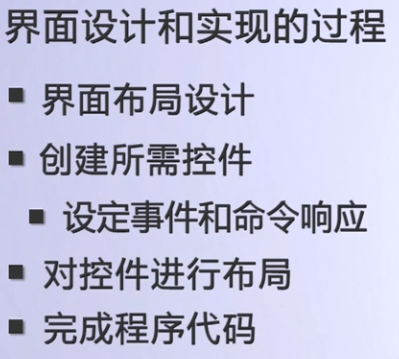 界面设计和实现的过程
■ 界面布局设计
■ 创建所需控件
■ 设定事件和命令响应
■ 对控件进行布局
■ 完成程序代码